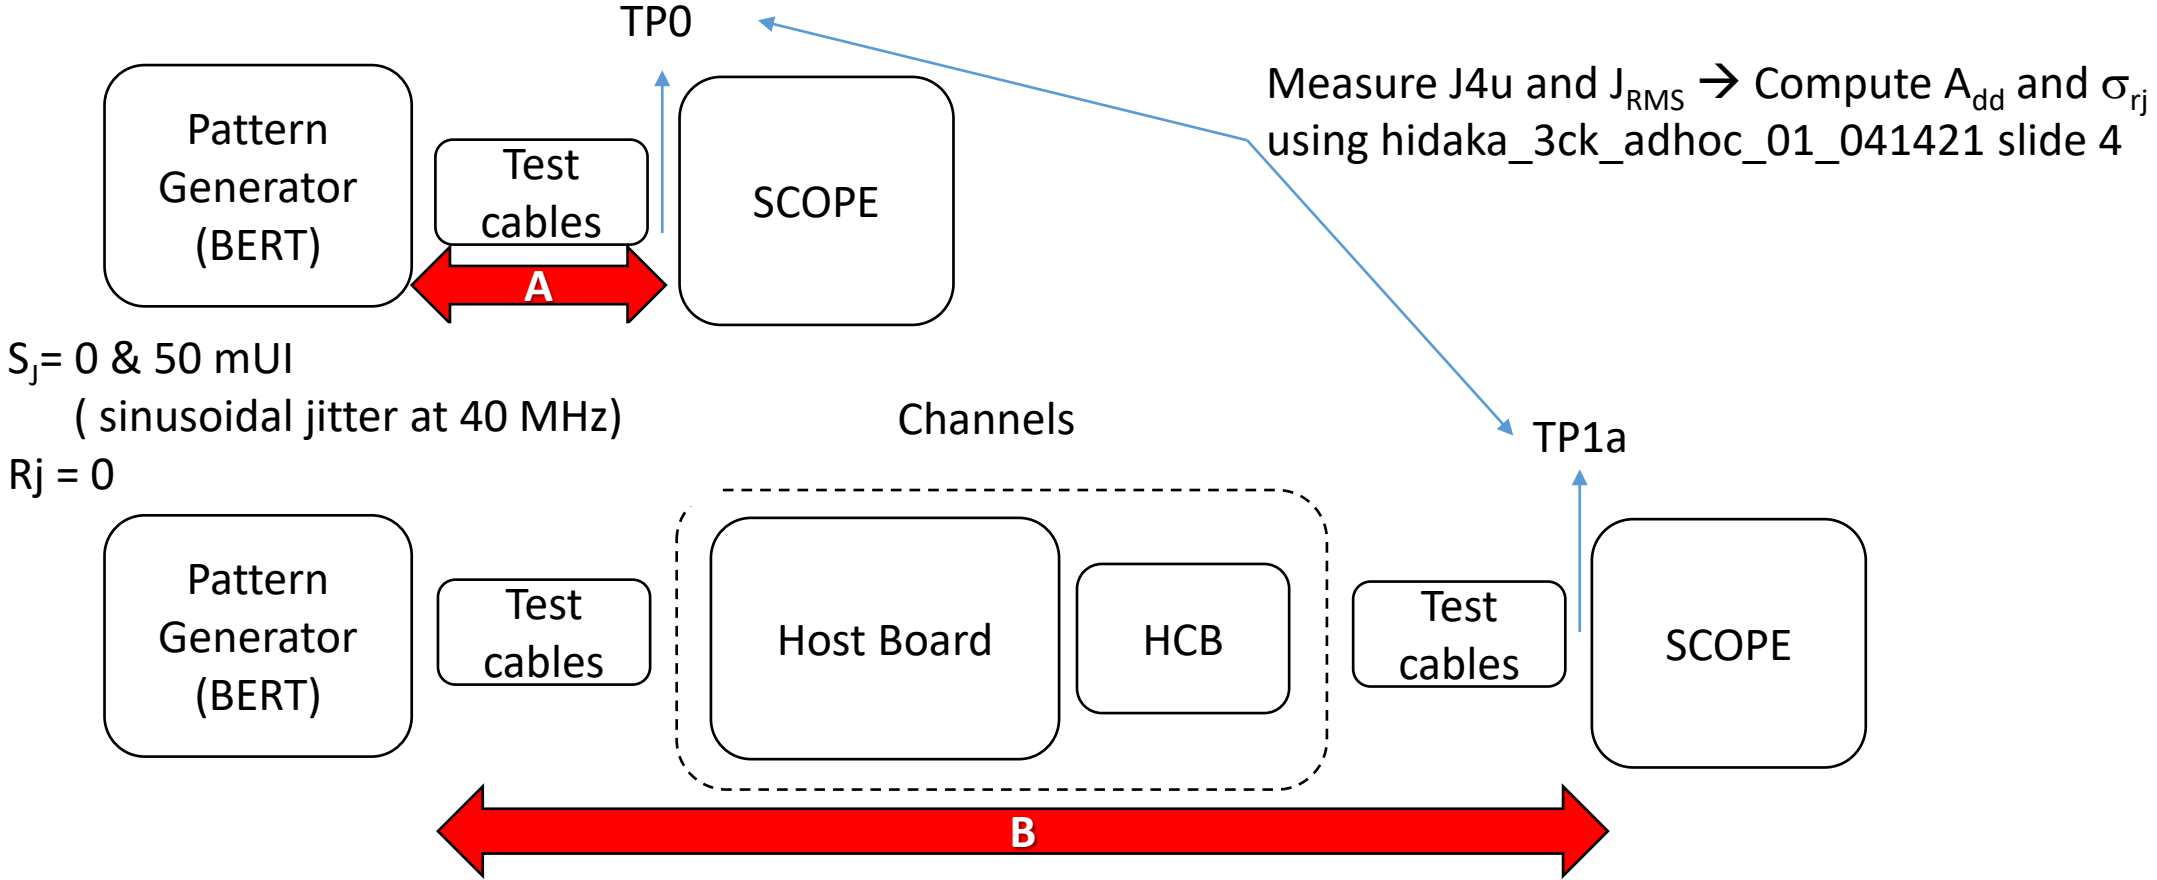 TP0
Measure J4u and JRMS → Compute Add and σrj
using hidaka_3ck_adhoc_01_041421 slide 4
Pattern
Generator
(BERT)
Test
cables
SCOPE
A
SJ= 0 & 50 mUI
( sinusoidal jitter at 40 MHz)
Rj = 0
Channels
TP1a
Pattern
Generator
(BERT)
Test
cables
Host Board
HCB
Test
cables
SCOPE
B